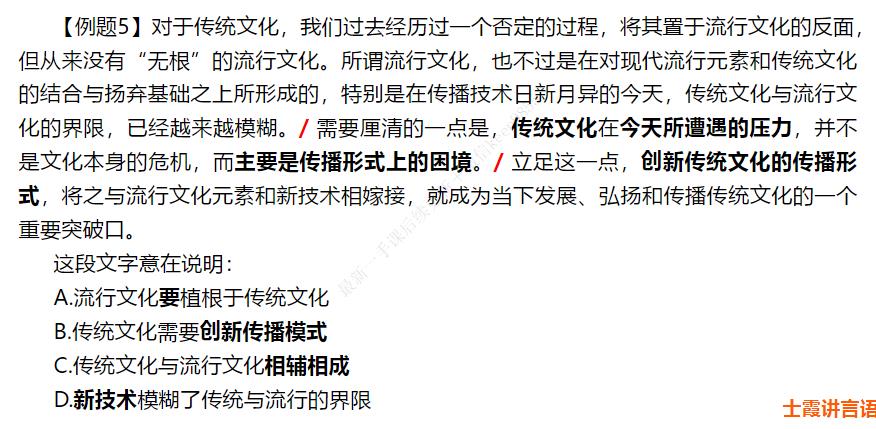 【例题5】对于传统文化，我们过去经历过一个否定的过程，将其置于流行文化的反面，
但从来没有“无根”的流行文化。所谓流行文化，也不过是在对现代流行元素和传统文化
的结合与扬弃基础之上所形成的，特别是在传播技术日新月异的今天，传统文化与流行文
化的界限，已经越来越模糊。/ 需要厘清的一点是，传统文化在今天所遭遇的压力，并不
是文化本身的危机，而主要是传播形式上的困境。/ 立足这一点，创新传统文化的传播形
式，将之与流行文化元素和新技术相嫁接，就成为当下发展、弘扬和传播传统文化的一个
重要突破口。
这段文字意在说明：
A.流行文化要植根于传统文化
B.传统文化需要创新传播模式
C.传统文化与流行文化相辅相成
D.新技术模糊了传统与流行的界限
士霞讲言语